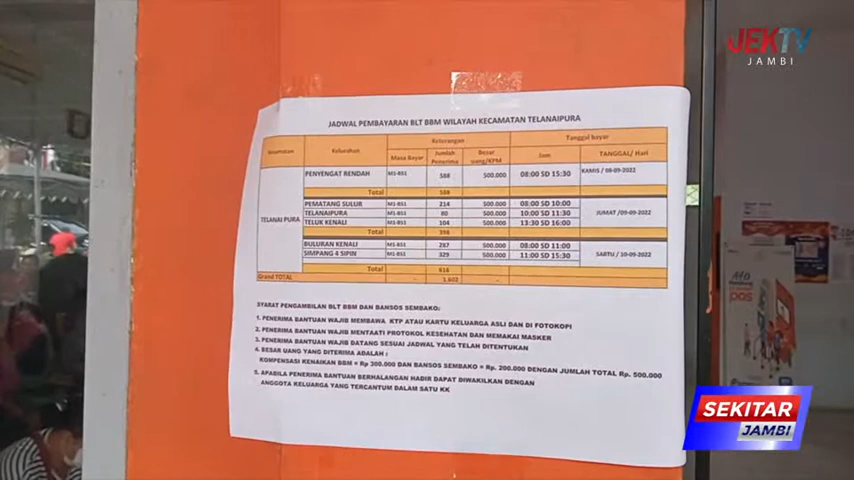 JEKTV
JAMBI
JADWAL PEMBAYARAN BLT BBM WILAYAH KECAMATAN TELANAIPURA
Kelurahan Keterangan Tanggal bayar
Masa Bayar Jumlah Penerima Besar uang/KPM Jam TANGGAL/ Hari
PENYENGAT RENDAH M1-BS1 588 500.000 08:00 SD 15:30 KAMIS / 08-09-2022
Total 588
TELANAI PURA
PEMATANG SULUR M1-BS1 214 500.000 08:00 SD 10:00
TELANAIPURA M1-BS1 80 500.000 10:00 SD 11:30 JUMAT /09-09-2022
TELUK KENALI M1-BS1 104 500.000 13:30 SD 16:00
Total 398
BULURAN KENALI M1-BS1 287 500.000 08:00 SD 11:00
SIMPANG 4 SIPIN M1-BS1 329 500.000 11:00 SD 15:30 SABTU / 10-09-2022
Total 616
Grand TOTAL - 1.602 -
SYARAT PENGAMBILAN BLT BBM DAN BANSOS SEMBAKO:
1. PENERIMA BANTUAN WAJIB MEMBAWA KTP ATAU KARTU KELUARGA ASLI DAN DI FOTOKOPI
2. PENERIMA BANTUAN WAJIB MENTAATI PROTOKOL KESEHATAN DAN MEMAKAI MASKER
3. PENERIMA BANTUAN WAJIB DATANG SESUAI JADWAL YANG TELAH DITENTUKAN
4. BESAR UANG YANG DITERIMA ADALAH :
KOMPENSASI KENAIKAN BBM = Rp 300.000 DAN BANSOS SEMBAKO = Rp. 200.000 DENGAN JUMLAH TOTAL Rp. 500.000
5. APABILA PENERIMA BANTUAN BERHALANGAN HADIR DAPAT DIWAKILKAN DENGAN
ANGGOTA KELUARGA YANG TERCANTUM DALAM SATU KK
pos
SEKITAR
JAMBI